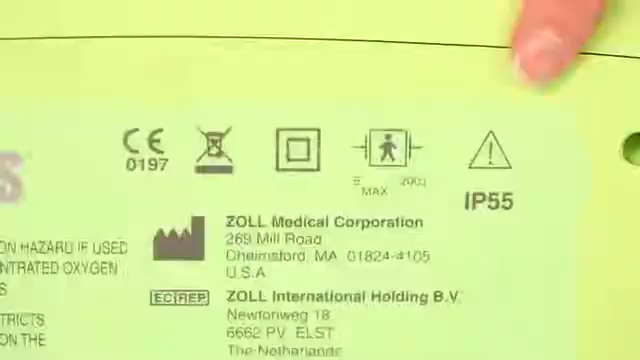 CE
0197
MAX 200J
IP55
ZOLL Medical Corporation
269 Mill Road
Chelmsford, MA 01824-4105
U.S.A
EC REP
ZOLL International Holding B.V.
Newtonweg 18
6662 PV ELST
The Netherlands
ON HAZARD IF USED
NTRATED OXYGEN
S
TRICTS
ON THE